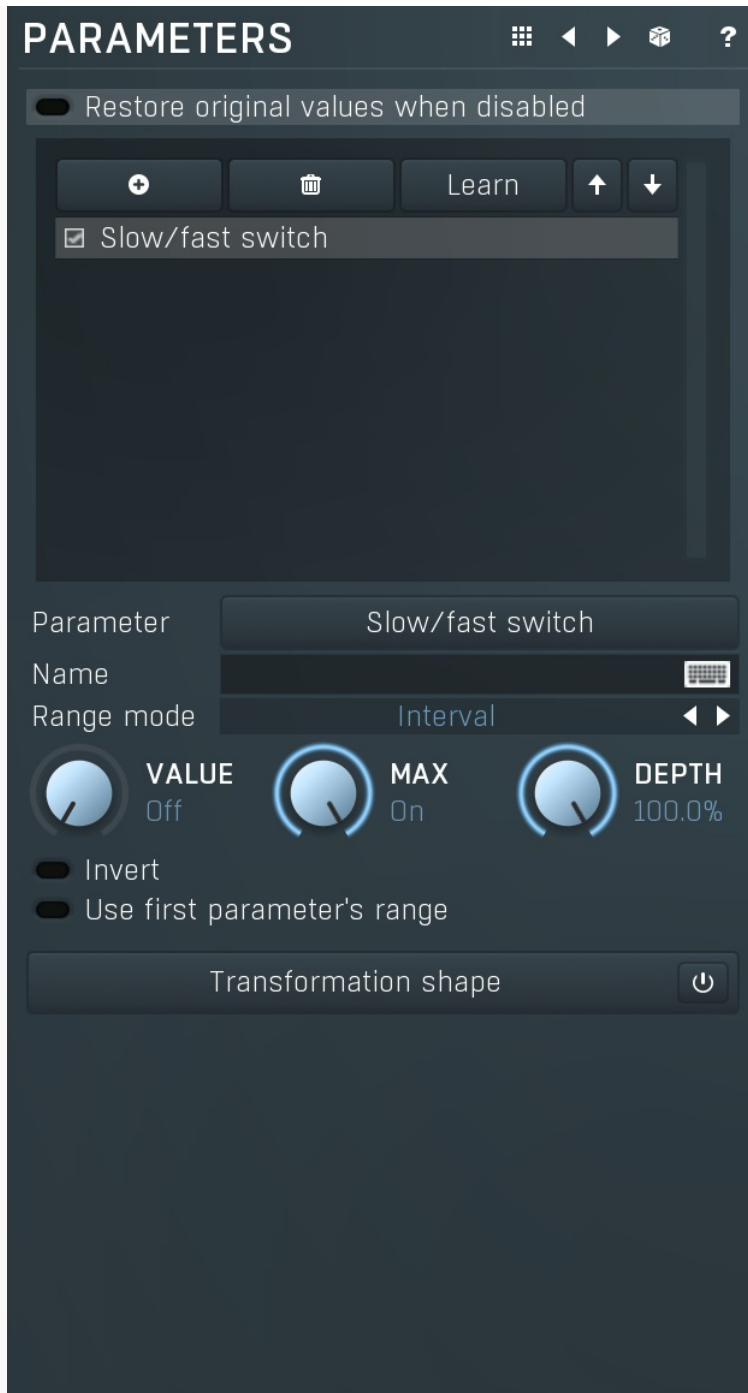 PARAMETERS ?
Restore original values when disabled
Learn
Slow/fast switch
Parameter Slow/fast switch
Name
Range mode Interval
VALUE MAX DEPTH
Off On 100.0%
Invert
Use first parameter's range
Transformation shape